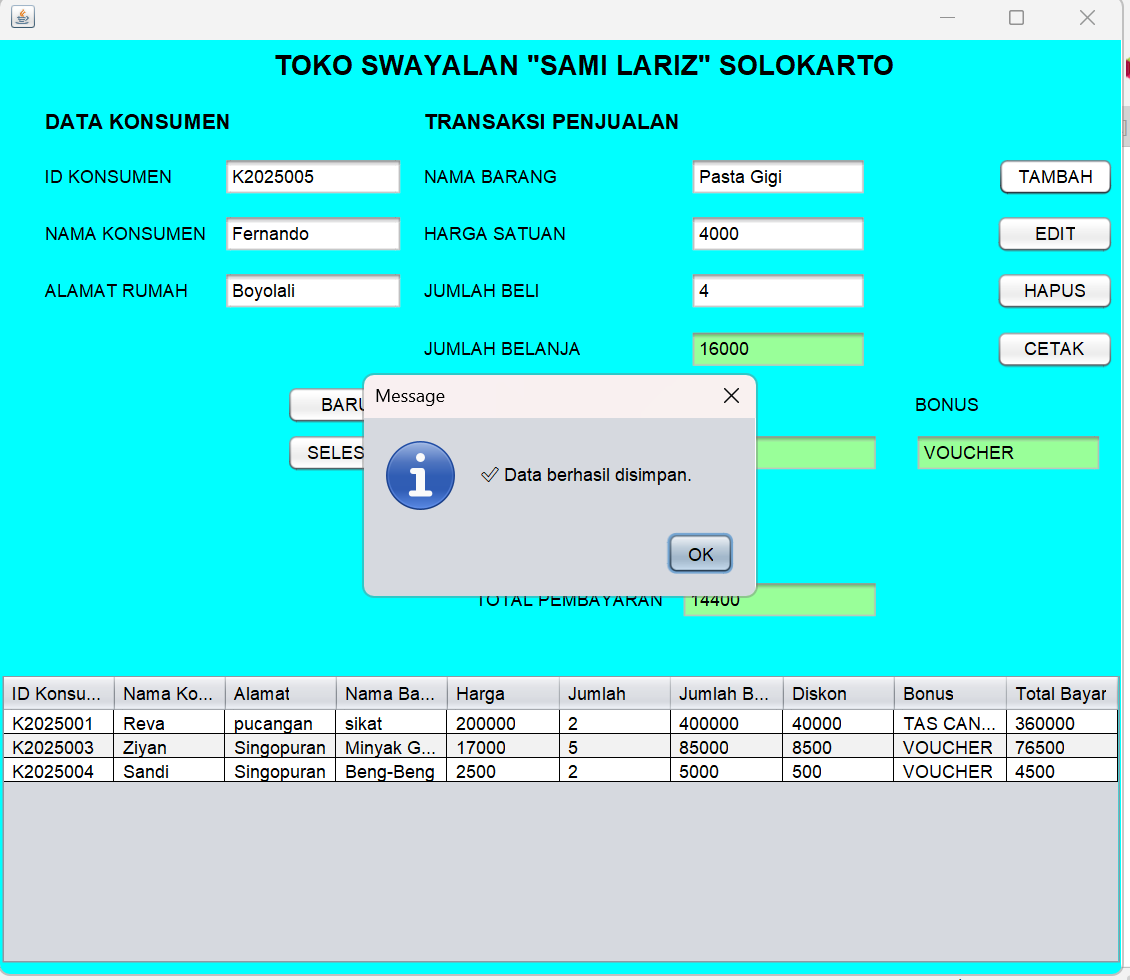 TOKO SWAYALAN "SAMI LARIZ" SOLOKARTO
DATA KONSUMEN TRANSAKSI PENJUALAN
ID KONSUMEN K2025005 NAMA BARANG Pasta Gigi TAMBAH
NAMA KONSUMEN Fernando HARGA SATUAN 4000 EDIT
ALAMAT RUMAH Boyolali JUMLAH BELI 4 HAPUS
JUMLAH BELANJA 16000 CETAK
Message
BARU BONUS
SELES VOUCHER
✓ Data berhasil disimpan.
OK
TOTAL PEMBAYARAN 14400
ID Konsu... Nama Ko... Alamat Nama Ba... Harga Jumlah Jumlah B... Diskon Bonus Total Bayar
K2025001 Reva pucangan sikat 200000 2 400000 40000 TAS CAN... 360000
K2025003 Ziyan Singopuran Minyak G... 17000 5 85000 8500 VOUCHER 76500
K2025004 Sandi Singopuran Beng-Beng 2500 2 5000 500 VOUCHER 4500